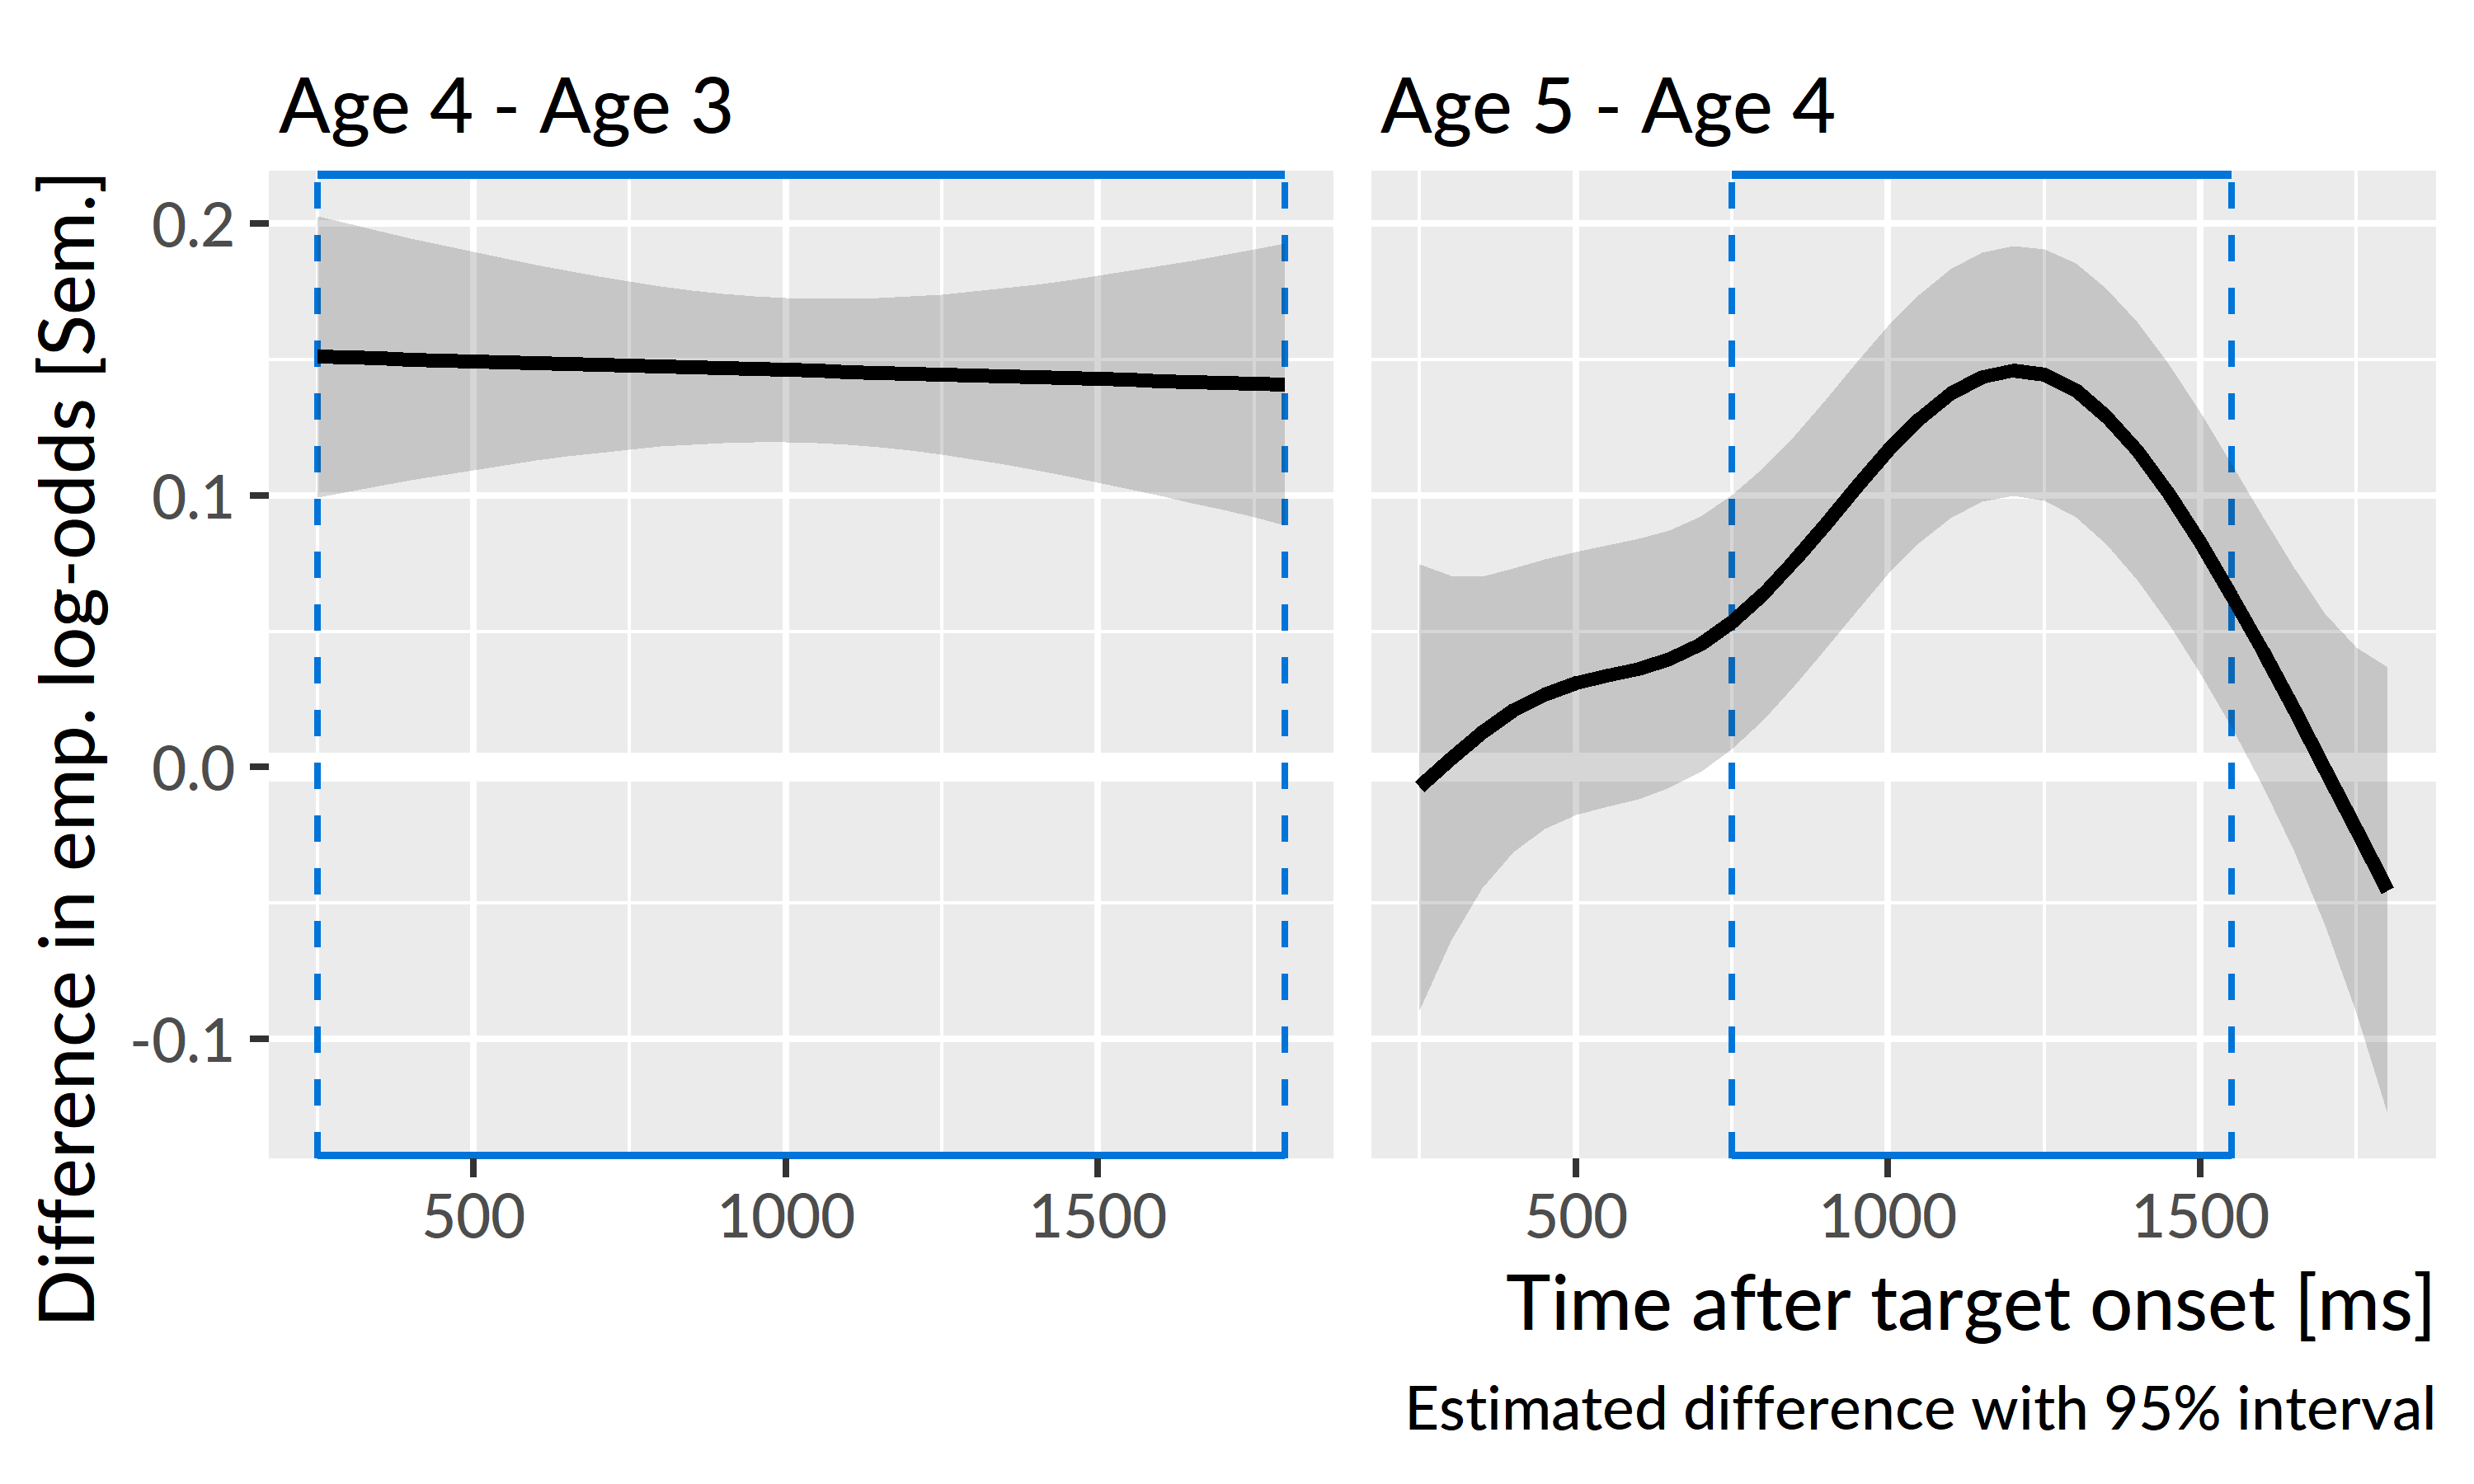 Age 4 - Age 3
Age 5 - Age 4
Difference in emp. log-odds [Sem.]
0.2
0.1
0.0
-0.1
500 1000 1500
500 1000 1500
Time after target onset [ms]
Estimated difference with 95% interval